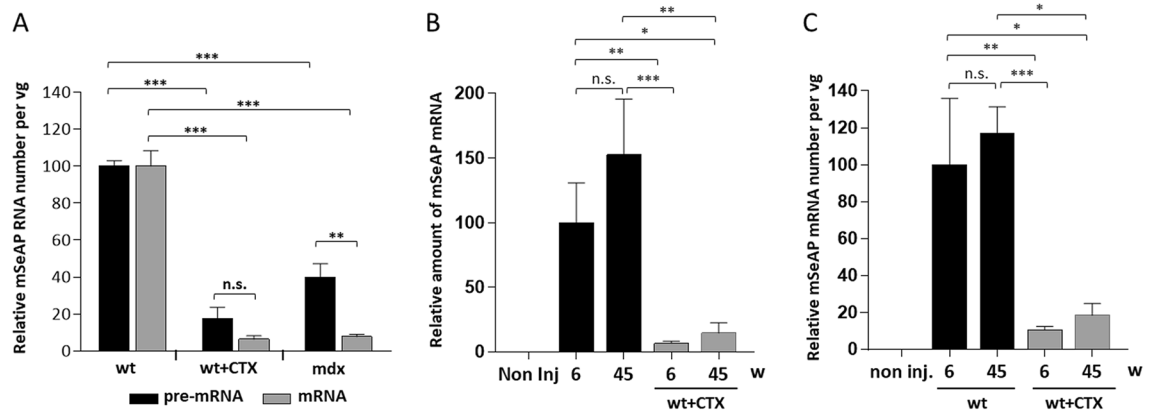 A
Relative mSeAP RNA number per vg
140
120
100
80
60
40
20
0
***
***
***
***
n.s.
**
wt
wt+CTX
mdx
pre-mRNA
mRNA
B
Relative amount of mSeAP mRNA
200
150
100
50
0
**
*
**
n.s.
***
Non Inj 6 45 6 45 w
wt+CTX
C
Relative mSeAP mRNA number per vg
140
120
100
80
60
40
20
0
*
*
**
n.s.
***
non inj. 6 45 6 45 w
wt
wt+CTX